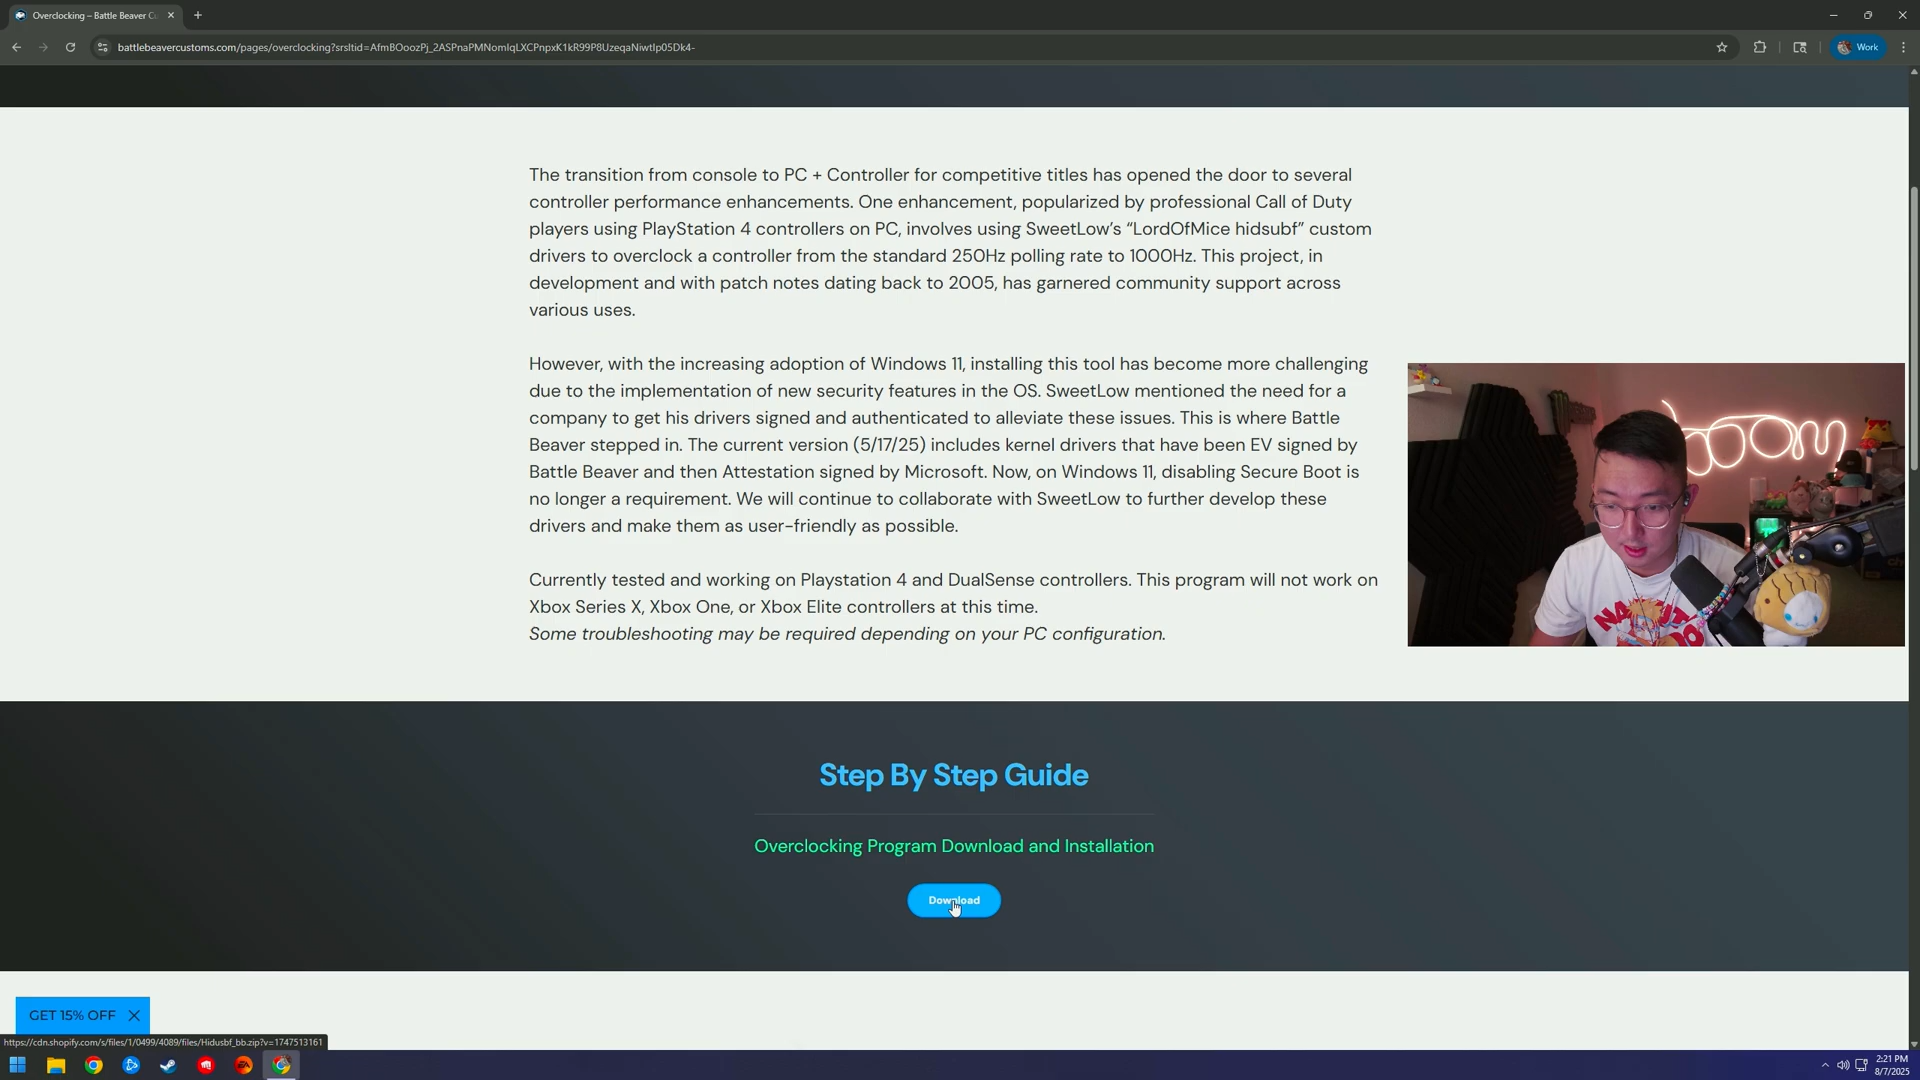 Overclocking – Battle Beaver C
battlebeavercustoms.com/pages/overclocking?srsltid=AfmBOoozPj_2ASPnaPMNomIqLXCPnpxK1kR99P8UzeqaNiwtIp05Dk4-
Work
The transition from console to PC + Controller for competitive titles has opened the door to several
controller performance enhancements. One enhancement, popularized by professional Call of Duty
players using PlayStation 4 controllers on PC, involves using SweetLow’s “LordOfMice hidsubf” custom
drivers to overclock a controller from the standard 250Hz polling rate to 1000Hz. This project, in
development and with patch notes dating back to 2005, has garnered community support across
various uses.
However, with the increasing adoption of Windows 11, installing this tool has become more challenging
due to the implementation of new security features in the OS. SweetLow mentioned the need for a
company to get his drivers signed and authenticated to alleviate these issues. This is where Battle
Beaver stepped in. The current version (5/17/25) includes kernel drivers that have been EV signed by
Battle Beaver and then Attestation signed by Microsoft. Now, on Windows 11, disabling Secure Boot is
no longer a requirement. We will continue to collaborate with SweetLow to further develop these
drivers and make them as user-friendly as possible.
Currently tested and working on Playstation 4 and DualSense controllers. This program will not work on
Xbox Series X, Xbox One, or Xbox Elite controllers at this time.
Some troubleshooting may be required depending on your PC configuration.
Step By Step Guide
Overclocking Program Download and Installation
Download
GET 15% OFF
https://cdn.shopify.com/s/files/1/0499/4089/files/Hidusbf_bb.zip?v=1747513161
2:21 PM
8/7/2025